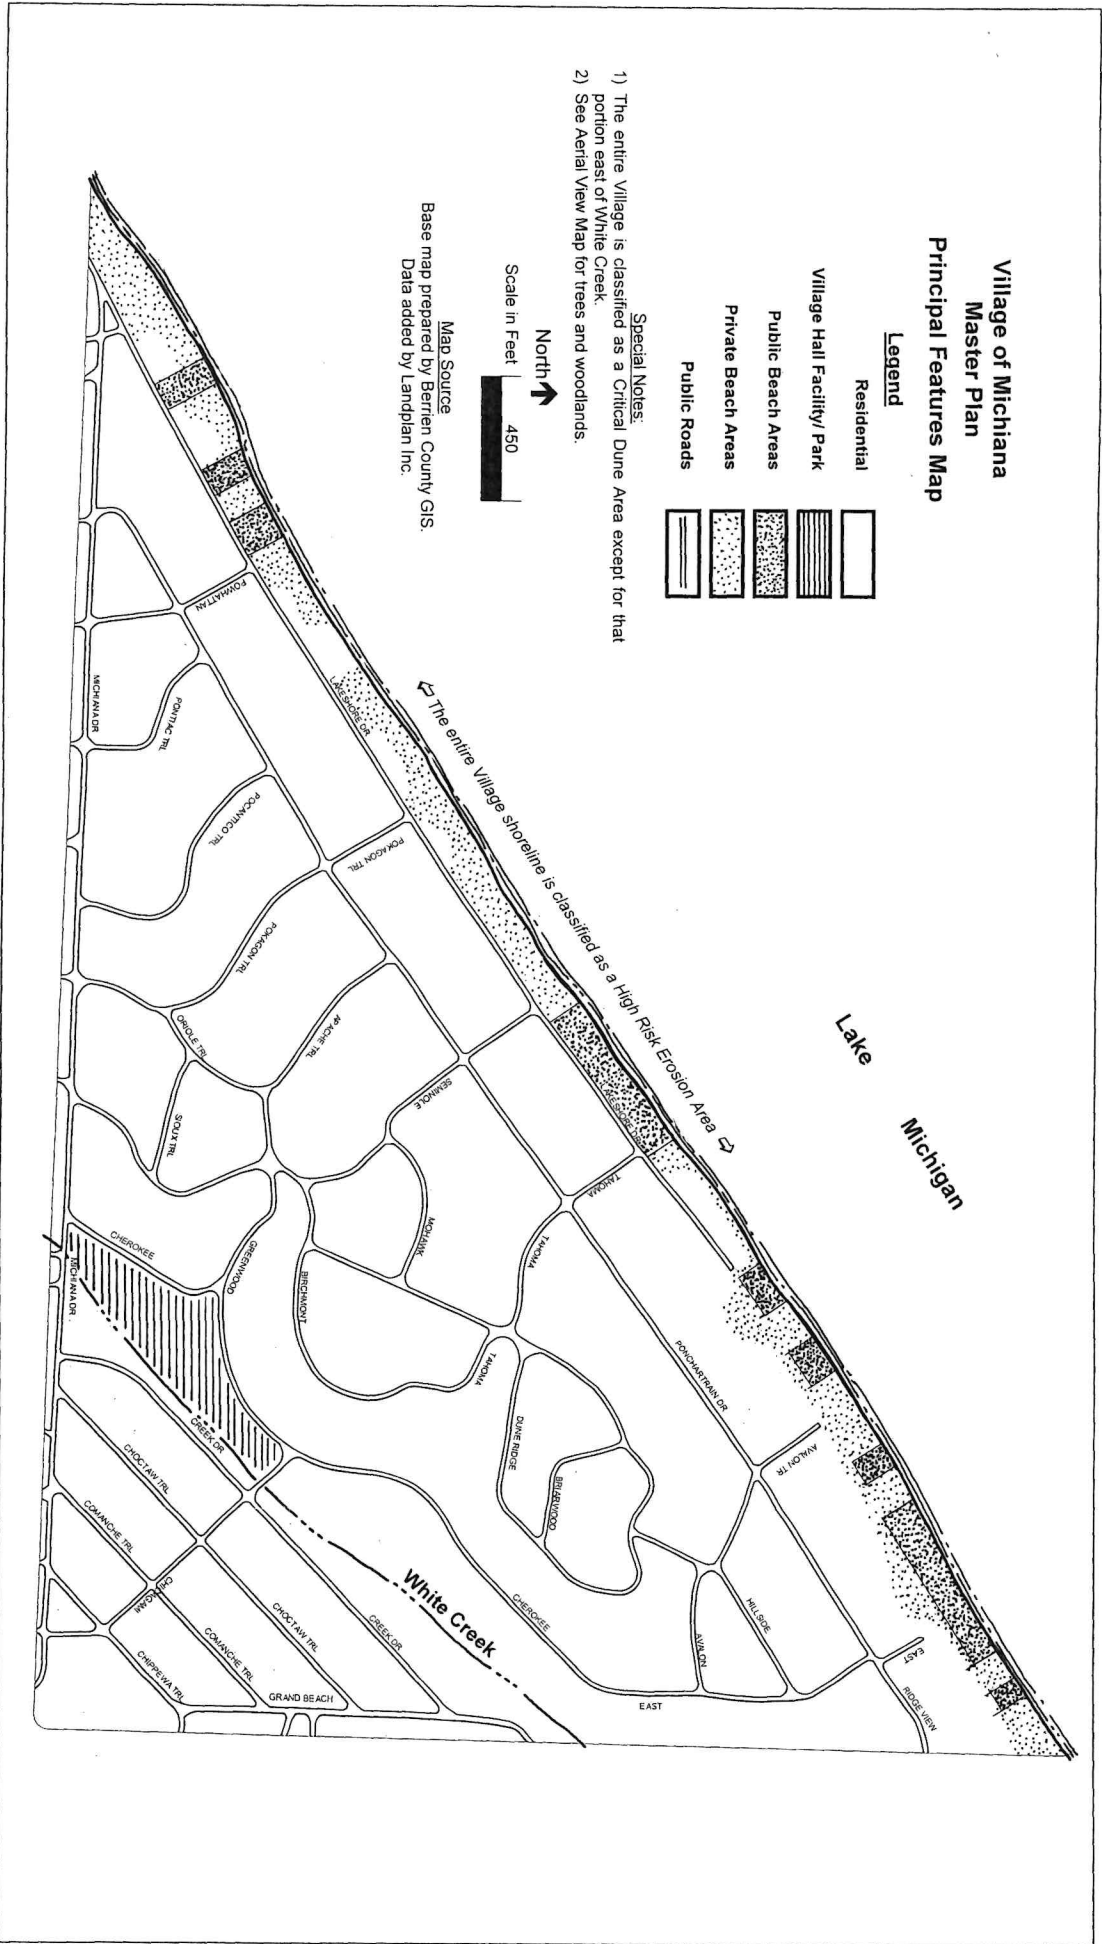 Village of Michiana
Master Plan
Principal Features Map
Legend
Residential
Village Hall Facility/ Park
Public Beach Areas
Private Beach Areas
Public Roads
Special Notes:
1) The entire Village is classified as a Critical Dune Area except for that
portion east of White Creek.
2) See Aerial View Map for trees and woodlands.
North
Scale in Feet 450
Map Source
Base map prepared by Berrien County GIS.
Data added by Landplan Inc.
Lake
Michigan
The entire Village shoreline is classified as a High Risk Erosion Area
POWHATTAN
LAKESHORE DR
MICHIANA DR
PONTIAC TRL
POCANTICO TRL
POKAGON TRL
POKAGON TRL
ORIOLE TRL
APACHE TRL
SIOUX TRL
SEMINOLE
LAKESHORE DR
TAHOMA
TAHOMA
MOHAWK
CHEROKEE
GREENWOOD
BIRCHMONT
MICHIANA DR
TAHOMA
PONCHARTRAIN DR
DUNE RIDGE
BRIARWOOD
AVALON TR
CREEK DR
CHOCTAW TRL
COMANCHE TRL
CHIKGAMI
White Creek
CHEROKEE
HILLSIDE
AVALON
EAST
CREEK DR
CHOCTAW TRL
COMANCHE TRL
CHIPPEWA TRL
GRAND BEACH
EAST
RIDGE VIEW